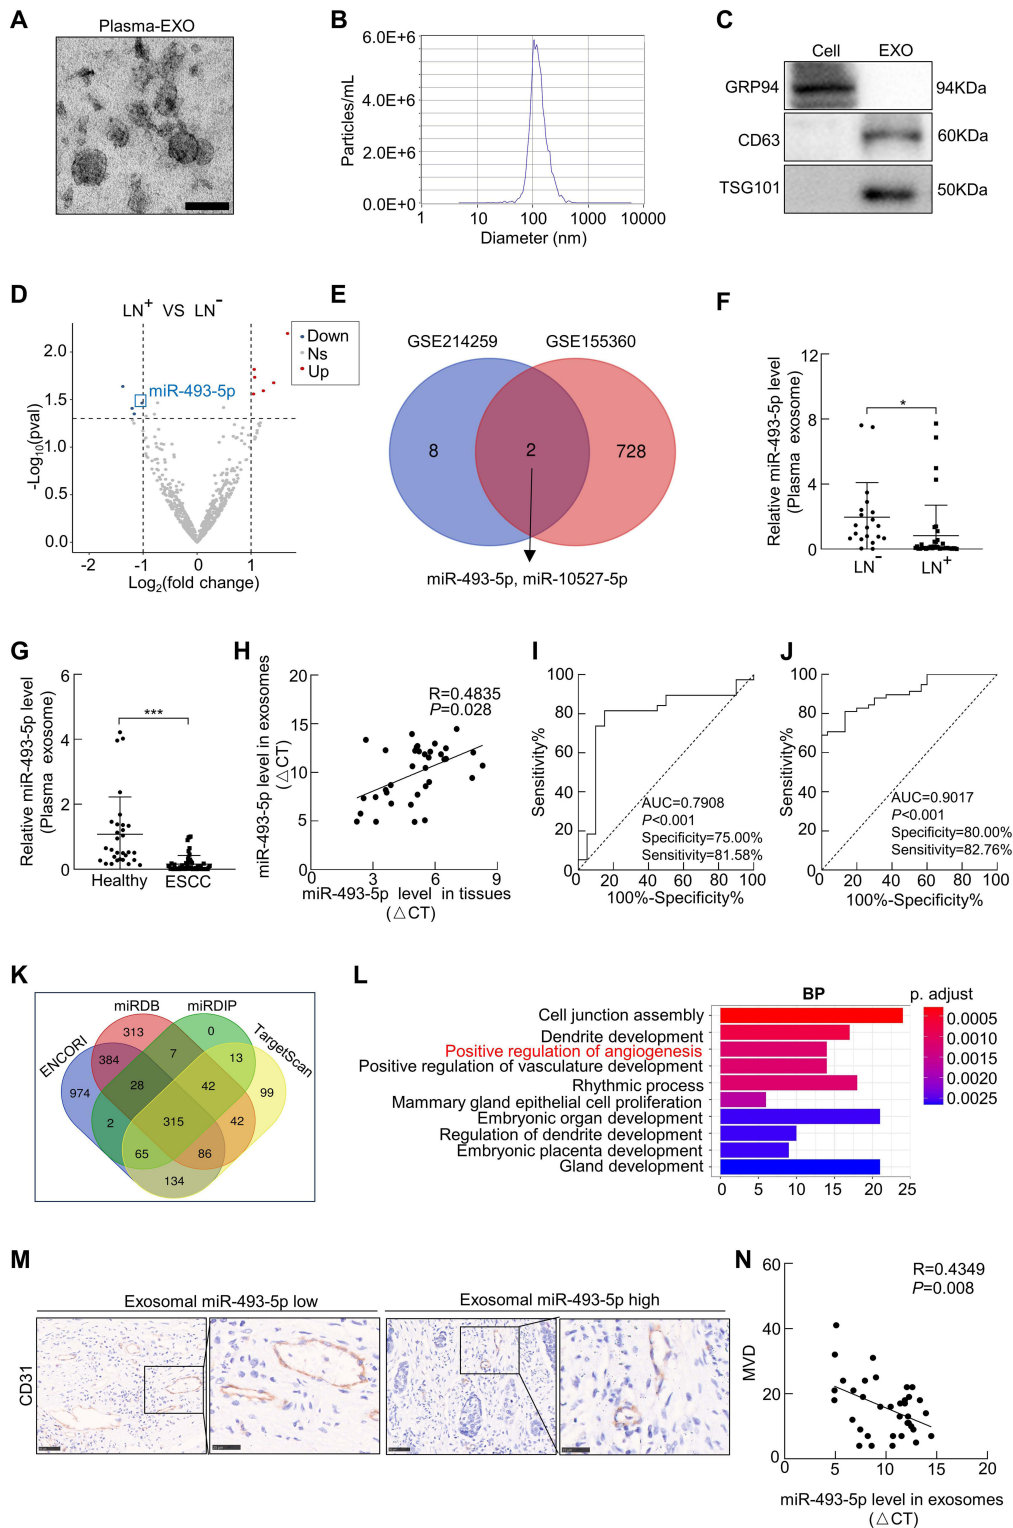 A
Plasma-EXO
B
6.0E+6
4.0E+6
2.0E+6
0.0E+0
Particles/mL
1 10 100 1000 10000
Diameter (nm)
C
Cell EXO
GRP94 94KDa
CD63 60KDa
TSG101 50KDa
D
LN+ VS LN-
Down
Ns
Up
miR-493-5p
2.0
1.5
1.0
0.5
0.0
-Log10(pval)
-2 -1 0 1
Log2(fold change)
E
GSE214259 GSE155360
8 2 728
miR-493-5p, miR-10527-5p
F
Relative miR-493-5p level
(Plasma exosome)
12
8
4
0
*
LN- LN+
G
Relative miR-493-5p level
(Plasma exosome)
6
4
2
0
***
Healthy ESCC
H
miR-493-5p level in exosomes
(△CT)
20
15
10
5
0
R=0.4835
P=0.028
0 3 6 9
miR-493-5p level in tissues
(△CT)
I
Sensitivity%
100
80
60
40
20
0
AUC=0.7908
P<0.001
Specificity=75.00%
Sensitivity=81.58%
0 20 40 60 80 100
100%-Specificity%
J
Sensitivity%
100
80
60
40
20
0
AUC=0.9017
P<0.001
Specificity=80.00%
Sensitivity=82.76%
0 20 40 60 80 100
100%-Specificity%
K
miRDB miRDIP
ENCORI TargetScan
313 0
384 7 13
974 28 42 99
2 315 42
65 86
134
L
BP
Cell junction assembly
Dendrite development
Positive regulation of angiogenesis
Positive regulation of vasculature development
Rhythmic process
Mammary gland epithelial cell proliferation
Embryonic organ development
Regulation of dendrite development
Embryonic placenta development
Gland development
0 5 10 15 20 25
p. adjust
0.0005
0.0010
0.0015
0.0020
0.0025
M
Exosomal miR-493-5p low Exosomal miR-493-5p high
CD31
N
MVD
60
40
20
0
R=0.4349
P=0.008
0 5 10 15 20
miR-493-5p level in exosomes
(△CT)